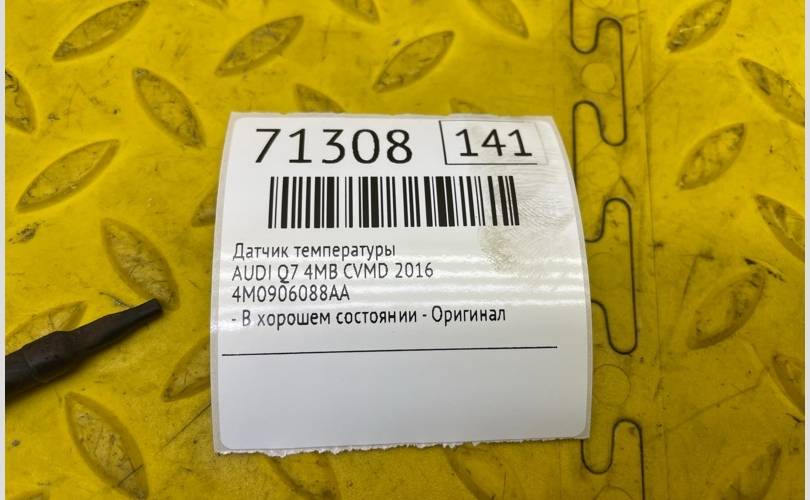 71308 141
Датчик температуры
AUDI Q7 4MB CVMD 2016
4M0906088AA
- В хорошем состоянии - Оригинал